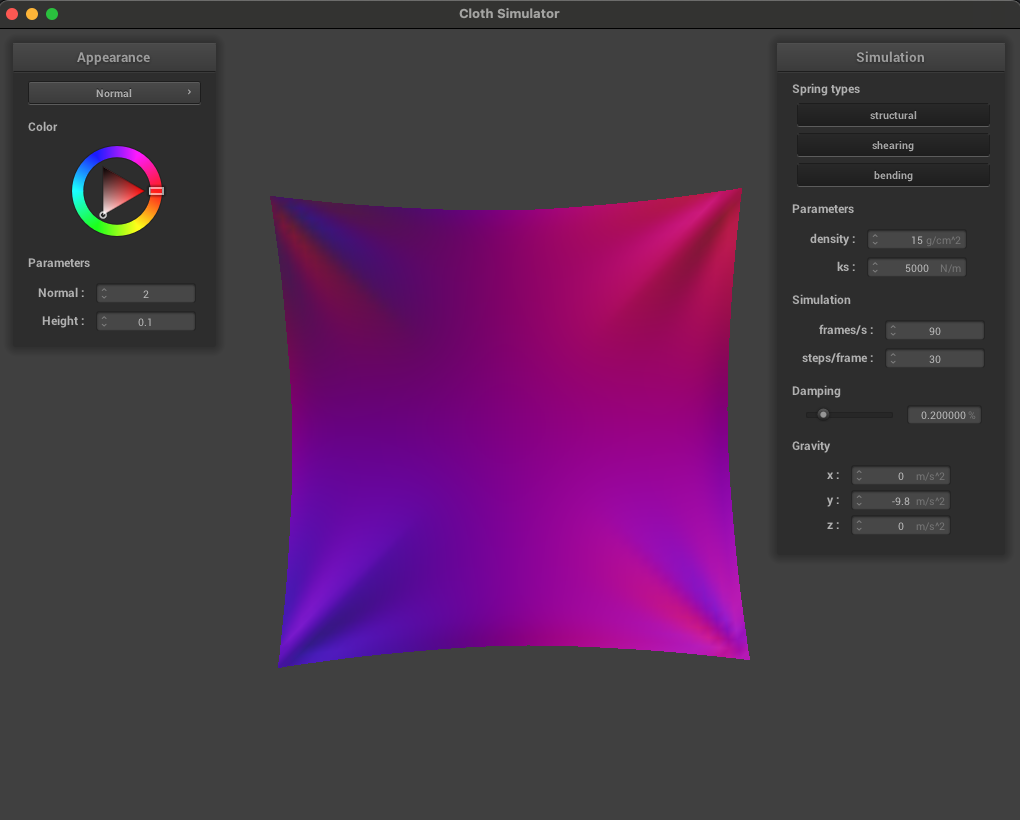 Cloth Simulator
Appearance
Normal ›
Color
Parameters
Normal : 2
Height : 0.1
Simulation
Spring types
structural
shearing
bending
Parameters
density : 15 g/cm^2
ks : 5000 N/m
Simulation
frames/s : 90
steps/frame : 30
Damping
0.200000 %
Gravity
x : 0 m/s^2
y : -9.8 m/s^2
z : 0 m/s^2